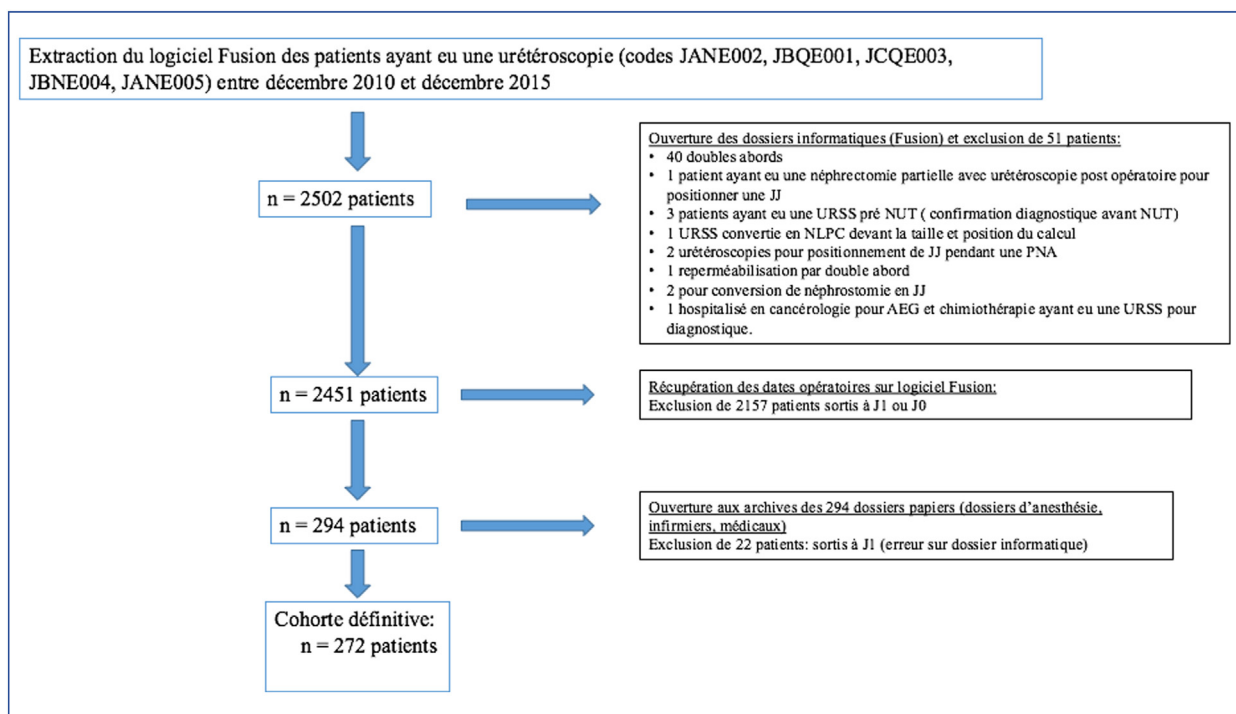 Extraction du logiciel Fusion des patients ayant eu une urétéroscopie (codes JANE002, JBQE001, JCQE003,
JBNE004, JANE005) entre décembre 2010 et décembre 2015
n = 2502 patients
Ouverture des dossiers informatiques (Fusion) et exclusion de 51 patients:
• 40 doubles abords
• 1 patient ayant eu une néphrectomie partielle avec urétéroscopie post opératoire pour
positionner une JJ
• 3 patients ayant eu une URSS pré NUT ( confirmation diagnostique avant NUT)
• 1 URSS convertie en NLPC devant la taille et position du calcul
• 2 urétéroscopies pour positionnement de JJ pendant une PNA
• 1 reperméabilisation par double abord
• 2 pour conversion de néphrostomie en JJ
• 1 hospitalisé en cancérologie pour AEG et chimiothérapie ayant eu une URSS pour
diagnostique.
n = 2451 patients
Récupération des dates opératoires sur logiciel Fusion:
Exclusion de 2157 patients sortis à J1 ou J0
n = 294 patients
Ouverture aux archives des 294 dossiers papiers (dossiers d'anesthésie,
infirmiers, médicaux)
Exclusion de 22 patients: sortis à J1 (erreur sur dossier informatique)
Cohorte définitive:
n = 272 patients